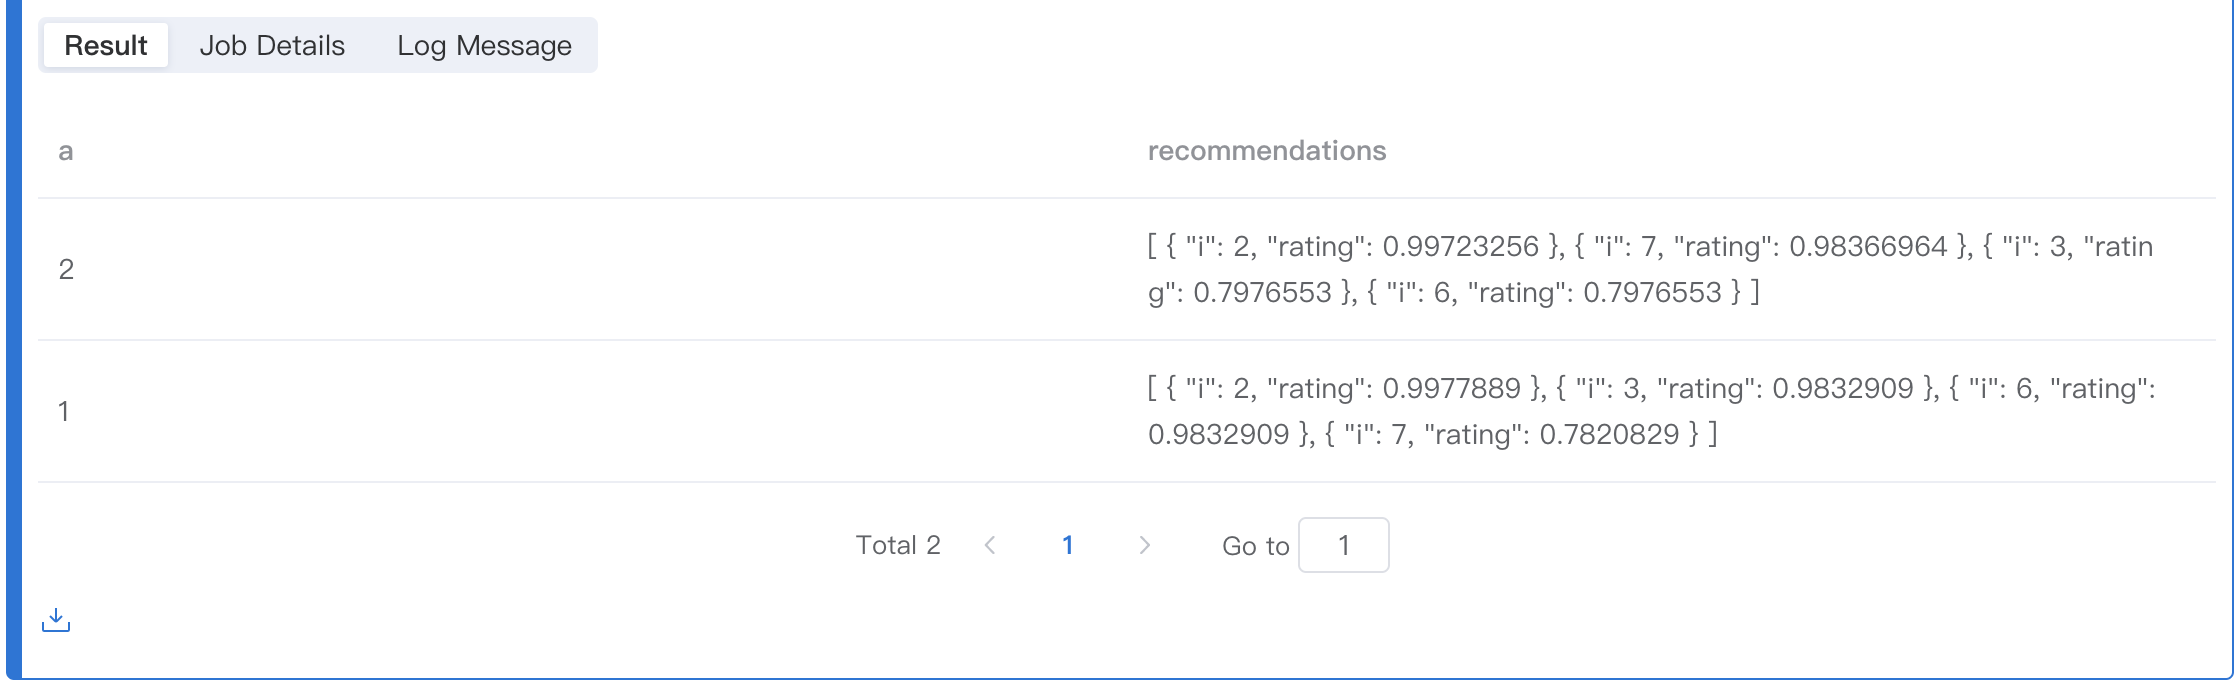 Result Job Details Log Message
a recommendations
2
[ { "i": 2, "rating": 0.99723256 }, { "i": 7, "rating": 0.98366964 }, { "i": 3, "ratin
g": 0.7976553 }, { "i": 6, "rating": 0.7976553 } ]
1
[ { "i": 2, "rating": 0.9977889 }, { "i": 3, "rating": 0.9832909 }, { "i": 6, "rating":
0.9832909 }, { "i": 7, "rating": 0.7820829 } ]
Total 2 1 Go to 1